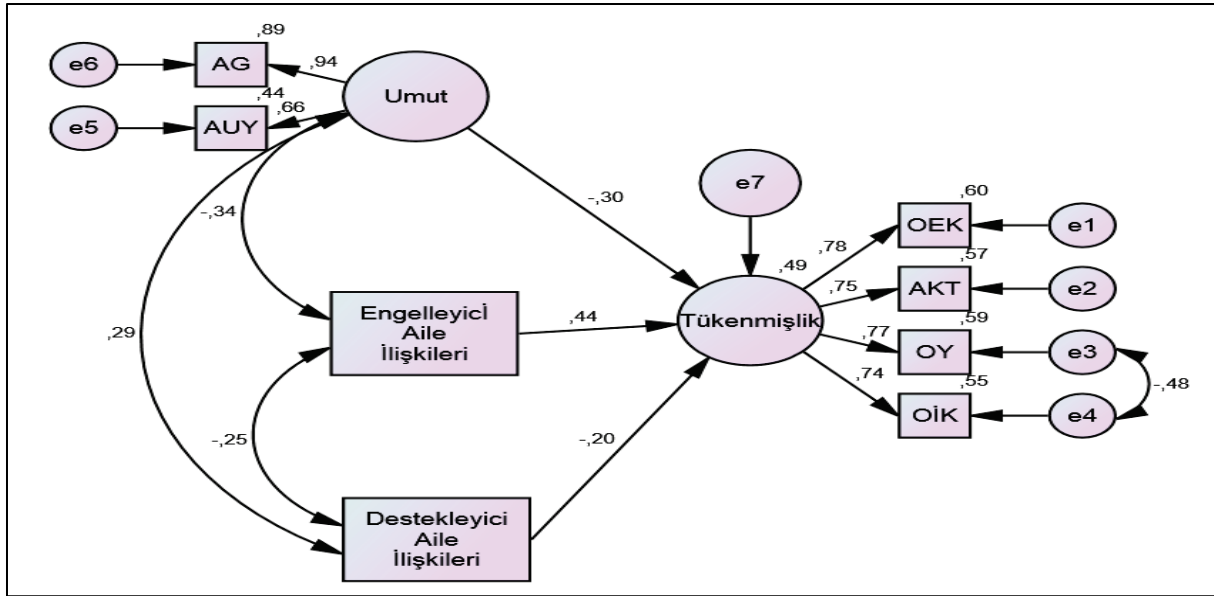 ,89
e6
AG
,94
Umut
,44
,66
e5
AUY
e7
-,30
,60
OEK
e1
,78
-,34
,49
,57
,75
AKT
e2
Engelleyicİ
Aile
İlişkileri
,44
Tükenmişlik
,59
,77
OY
e3
,29
,74
,55
-,48
OİK
e4
-,25
-,20
Destekleyici
Aile
İlişkileri